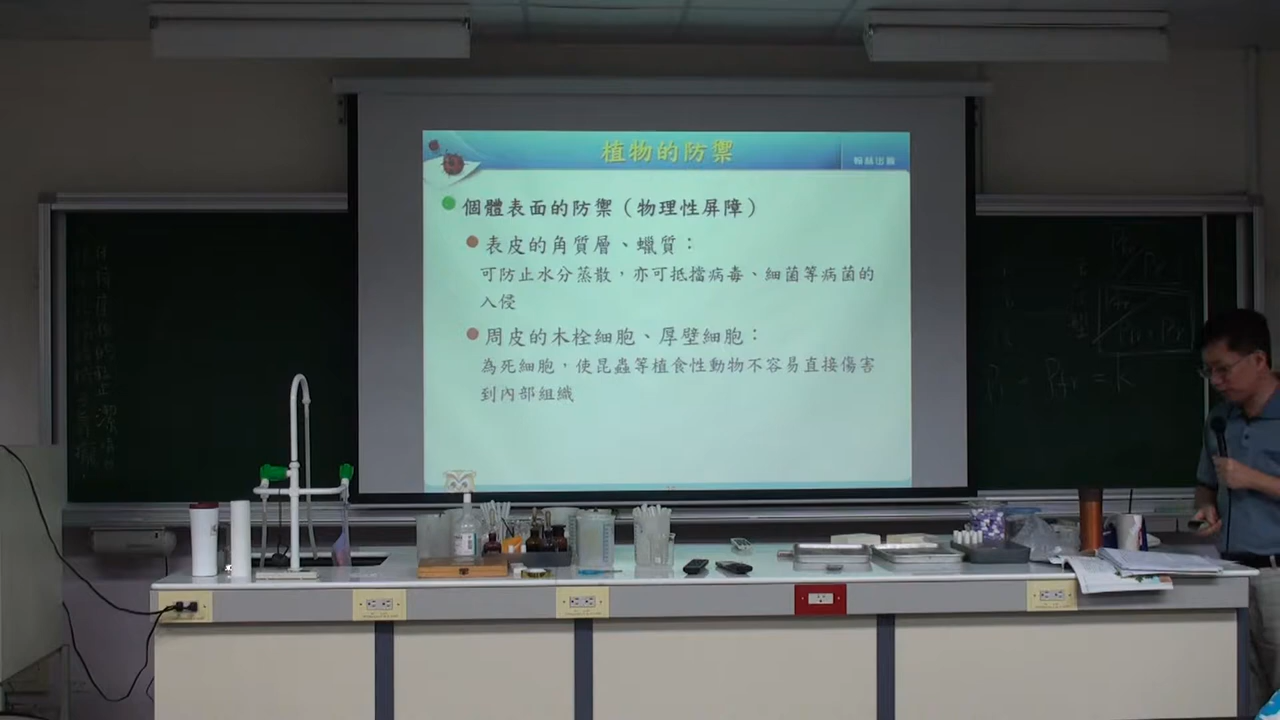 植物的防禦
翰林出版
個體表面的防禦（物理性屏障）
表皮的角質層、蠟質：
可防止水分蒸散，亦可抵擋病毒、細菌等病菌的
入侵
周皮的木栓細胞、厚壁細胞：
為死細胞，使昆蟲等植食性動物不容易直接傷害
到內部組織